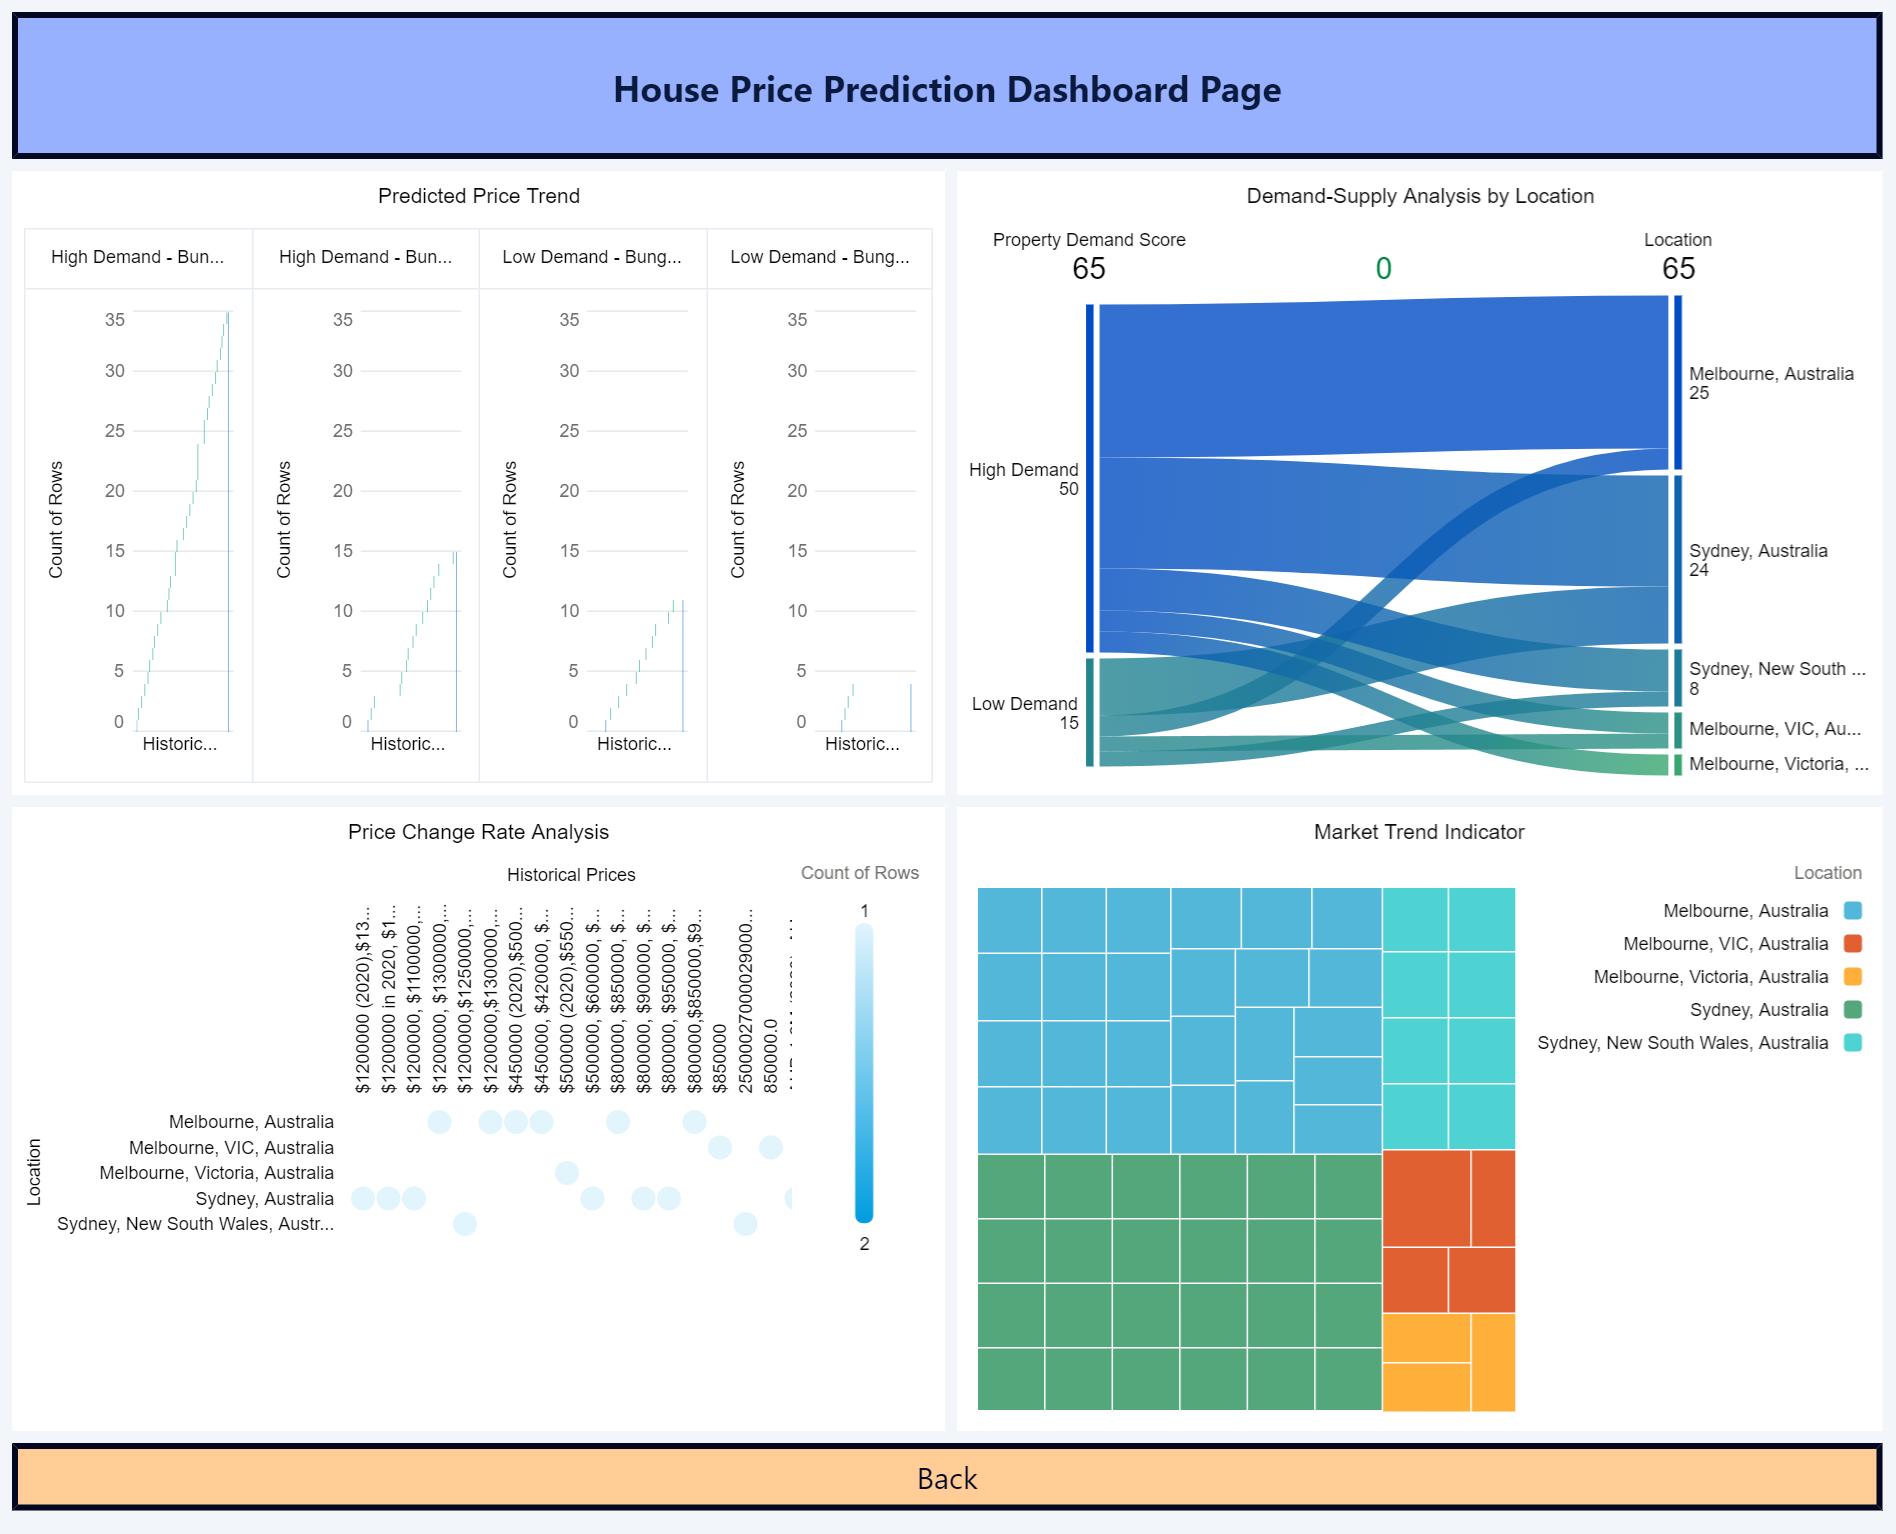 House Price Prediction Dashboard Page
Predicted Price Trend
High Demand - Bun...
High Demand - Bun...
Low Demand - Bung...
Low Demand - Bung...
Count of Rows
35
30
25
20
15
10
5
0
Historic...
Count of Rows
35
30
25
20
15
10
5
0
Historic...
Count of Rows
35
30
25
20
15
10
5
0
Historic...
Count of Rows
35
30
25
20
15
10
5
0
Historic...
Demand-Supply Analysis by Location
Property Demand Score
65
0
Location
65
High Demand
50
Low Demand
15
Melbourne, Australia
25
Sydney, Australia
24
Sydney, New South ...
8
Melbourne, VIC, Au...
Melbourne, Victoria, ...
Price Change Rate Analysis
Historical Prices
$1200000 (2020),$13...
$1200000 in 2020, $1...
$1200000, $1100000,...
$1200000, $1300000,...
$1200000,$1250000,...
$1200000,$1300000,...
$450000 (2020),$500...
$450000, $420000, $...
$500000 (2020),$550...
$500000, $600000, $...
$800000, $850000, $...
$800000, $900000, $...
$800000, $950000, $...
$800000,$850000,$9...
$850000
250000270000029000...
850000.0
Location
Melbourne, Australia
Melbourne, VIC, Australia
Melbourne, Victoria, Australia
Sydney, Australia
Sydney, New South Wales, Austr...
Count of Rows
1
2
Market Trend Indicator
Location
Melbourne, Australia
Melbourne, VIC, Australia
Melbourne, Victoria, Australia
Sydney, Australia
Sydney, New South Wales, Australia
Back